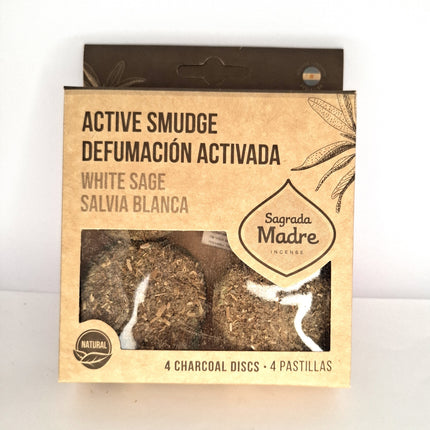 ACTIVE SMUDGE
DEFUMACIÓN ACTIVADA
WHITE SAGE
SALVIA BLANCA
Sagrada
Madre
INCENSE
NATURAL
4 CHARCOAL DISCS • 4 PASTILLAS